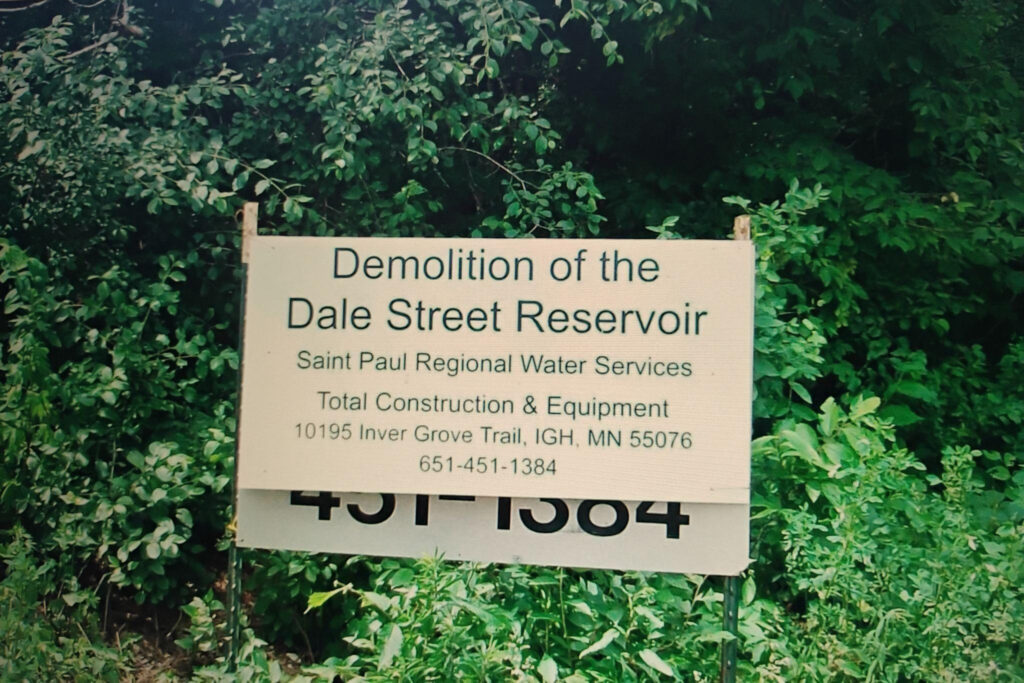 Demolition of the
Dale Street Reservoir
Saint Paul Regional Water Services
Total Construction & Equipment
10195 Inver Grove Trail, IGH, MN 55076
651-451-1384
451-1384